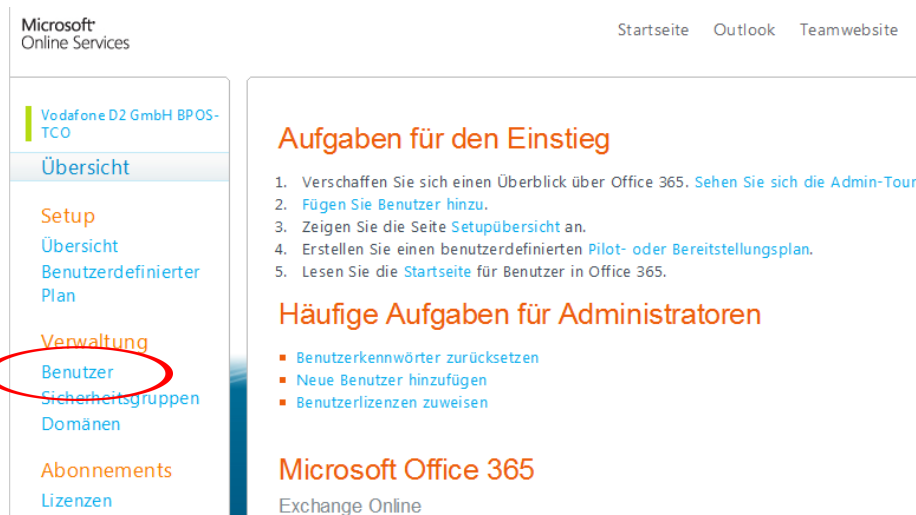 Microsoft
Online Services
Startseite Outlook Teamwebsite
Vodafone D2 GmbH BPOS-
TCO
Übersicht
Setup
Übersicht
Benutzerdefinierter
Plan
Verwaltung
Benutzer
Sicherheitsgruppen
Domänen
Abonnements
Lizenzen
Aufgaben für den Einstieg
1. Verschaffen Sie sich einen Überblick über Office 365. Sehen Sie sich die Admin-Tour
2. Fügen Sie Benutzer hinzu.
3. Zeigen Sie die Seite Setupübersicht an.
4. Erstellen Sie einen benutzerdefinierten Pilot- oder Bereitstellungsplan.
5. Lesen Sie die Startseite für Benutzer in Office 365.
Häufige Aufgaben für Administratoren
Benutzerkennwörter zurücksetzen
Neue Benutzer hinzufügen
Benutzerlizenzen zuweisen
Microsoft Office 365
Exchange Online